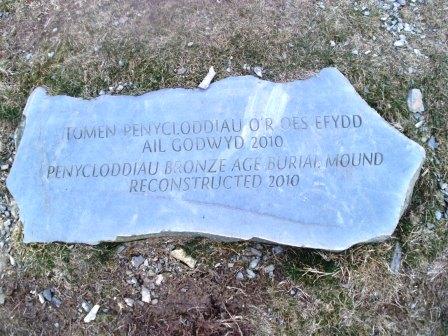 TOMEN PENYCLODDIAU O'R OES EFYDD
AIL GODWYD 2010
PENYCLODDIAU BRONZE AGE BURIAL MOUND
RECONSTRUCTED 2010